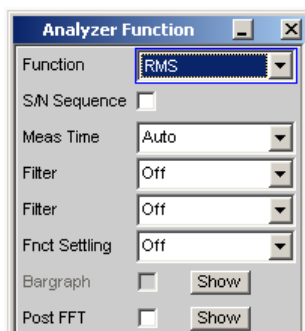 Analyzer Function
Function RMS
S/N Sequence
Meas Time Auto
Filter Off
Filter Off
Fnct Settling Off
Bargraph Show
Post FFT Show